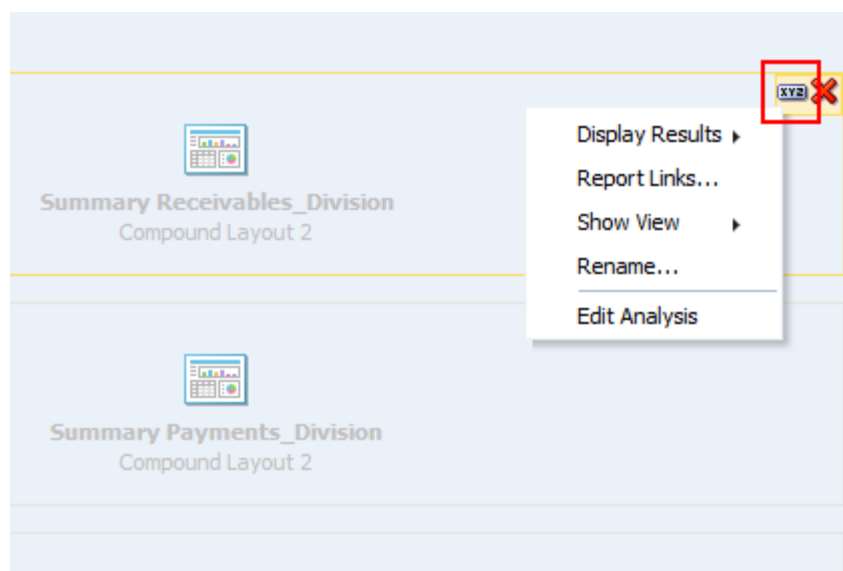 XYZ
Display Results
Report Links...
Show View
Rename...
Edit Analysis
Summary Receivables_Division
Compound Layout 2
Summary Payments_Division
Compound Layout 2